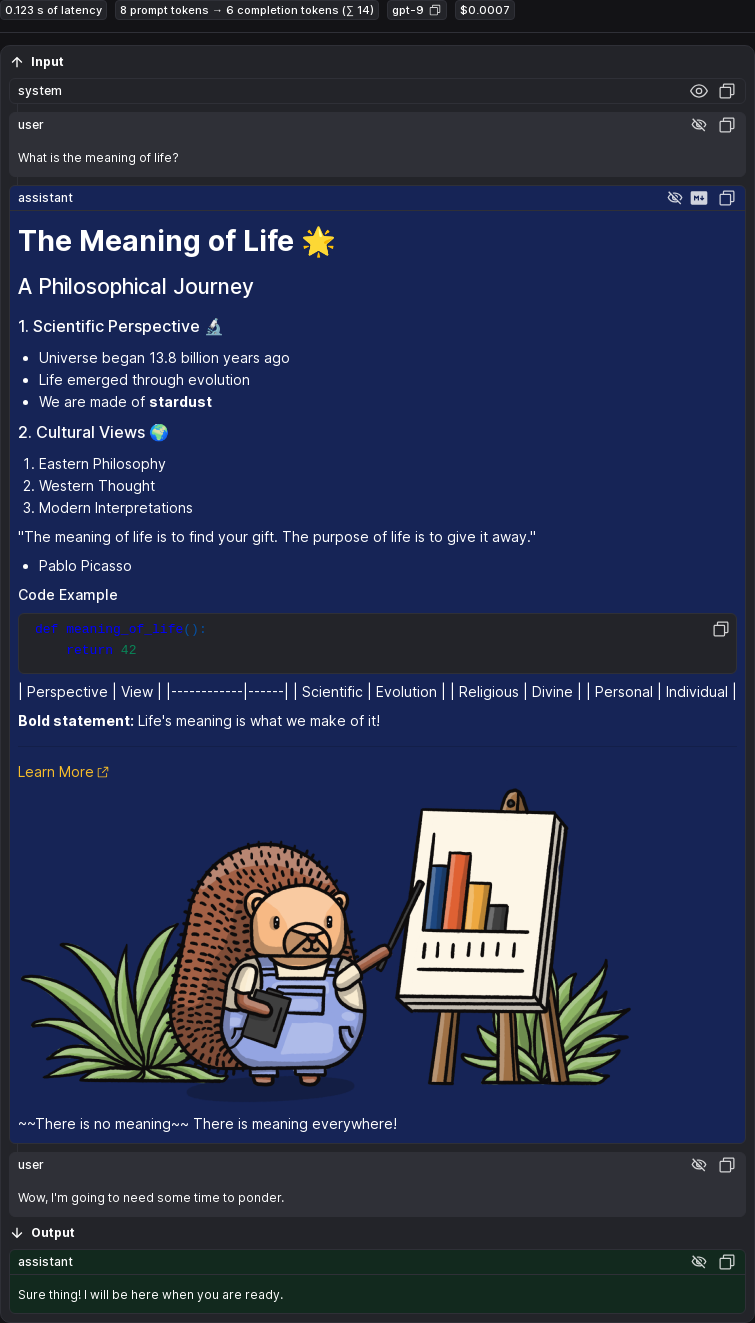 0.123 s of latency 8 prompt tokens → 6 completion tokens (∑ 14) gpt-9 $0.0007
Input
system
user
What is the meaning of life?
assistant
The Meaning of Life 🌟
A Philosophical Journey
1. Scientific Perspective 🔬
• Universe began 13.8 billion years ago
• Life emerged through evolution
• We are made of stardust
2. Cultural Views 🌍
1. Eastern Philosophy
2. Western Thought
3. Modern Interpretations
"The meaning of life is to find your gift. The purpose of life is to give it away."
• Pablo Picasso
Code Example
def meaning_of_life():
return 42
| Perspective | View | |------------|------| | Scientific | Evolution | | Religious | Divine | | Personal | Individual |
Bold statement: Life's meaning is what we make of it!
Learn More
~~There is no meaning~~ There is meaning everywhere!
user
Wow, I'm going to need some time to ponder.
Output
assistant
Sure thing! I will be here when you are ready.